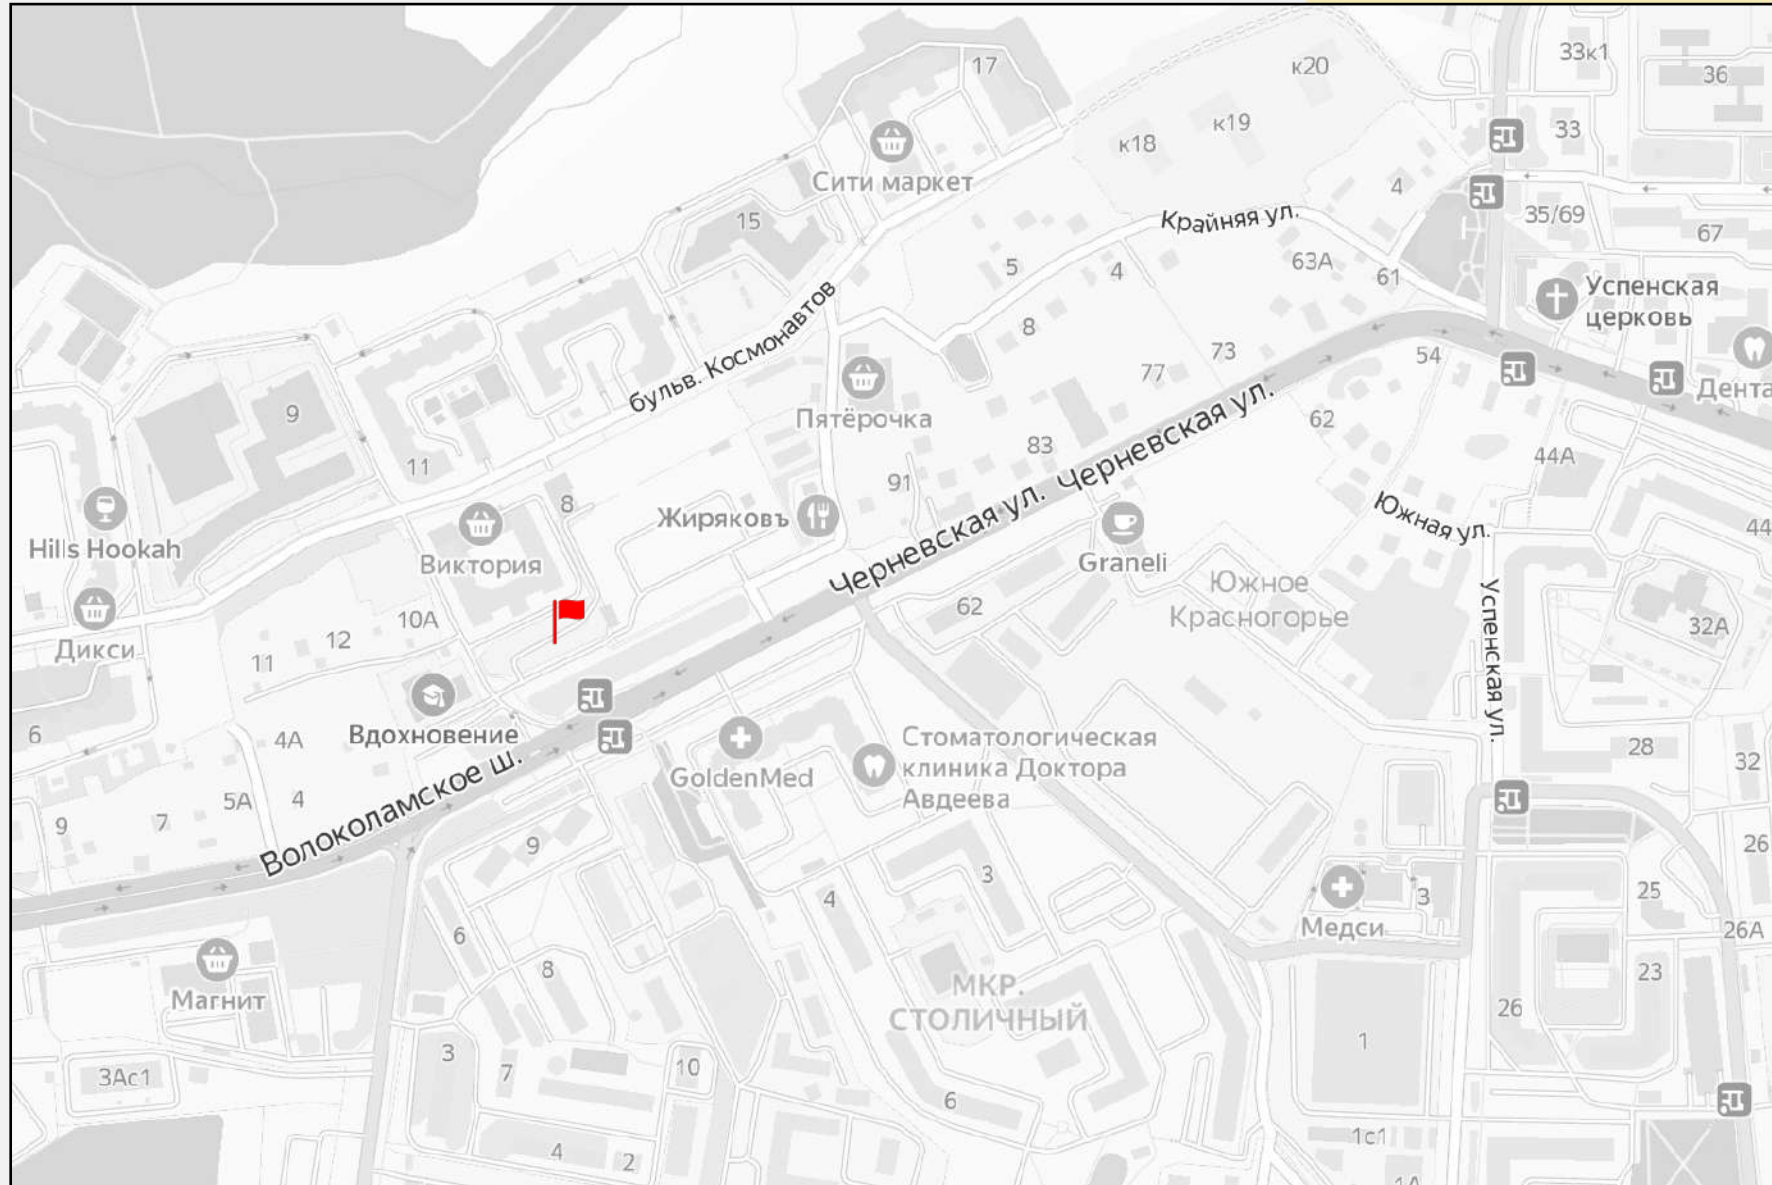 17
к20
33к1
36
к19
33
к18
Сити маркет
4
15
35/69
67
Крайняя ул.
5
4
63А
61
Успенская
церковь
8
бульв. Космонавтов
73
54
77
Дента
Пятёрочка
9
62
83
11
44А
91
Черневская ул.
8
Жиряковъ
Черневская ул.
Южная ул.
44
Hills Hookah
Виктория
Graneli
Южное
Красногорье
62
10А
12
32А
Дикси
11
Успенская ул.
6
Вдохновение
4А
Стоматологическая
клиника Доктора
Авдеева
28
32
GoldenMed
5А
4
Волоколамское ш.
9
7
9
26
3
4
3
25
Медси
26А
6
8
23
Магнит
МКР.
СТОЛИЧНЫЙ
26
1
3
7
10
3Ас1
6
1с1
4
2
1А